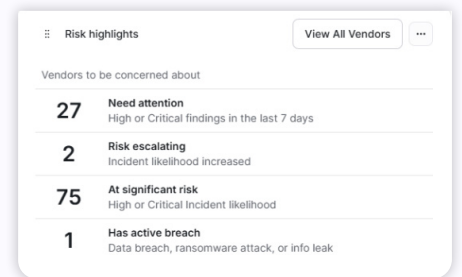 Risk highlights
View All Vendors
...
Vendors to be concerned about
27
Need attention
High or Critical findings in the last 7 days
2
Risk escalating
Incident likelihood increased
75
At significant risk
High or Critical Incident likelihood
1
Has active breach
Data breach, ransomware attack, or info leak